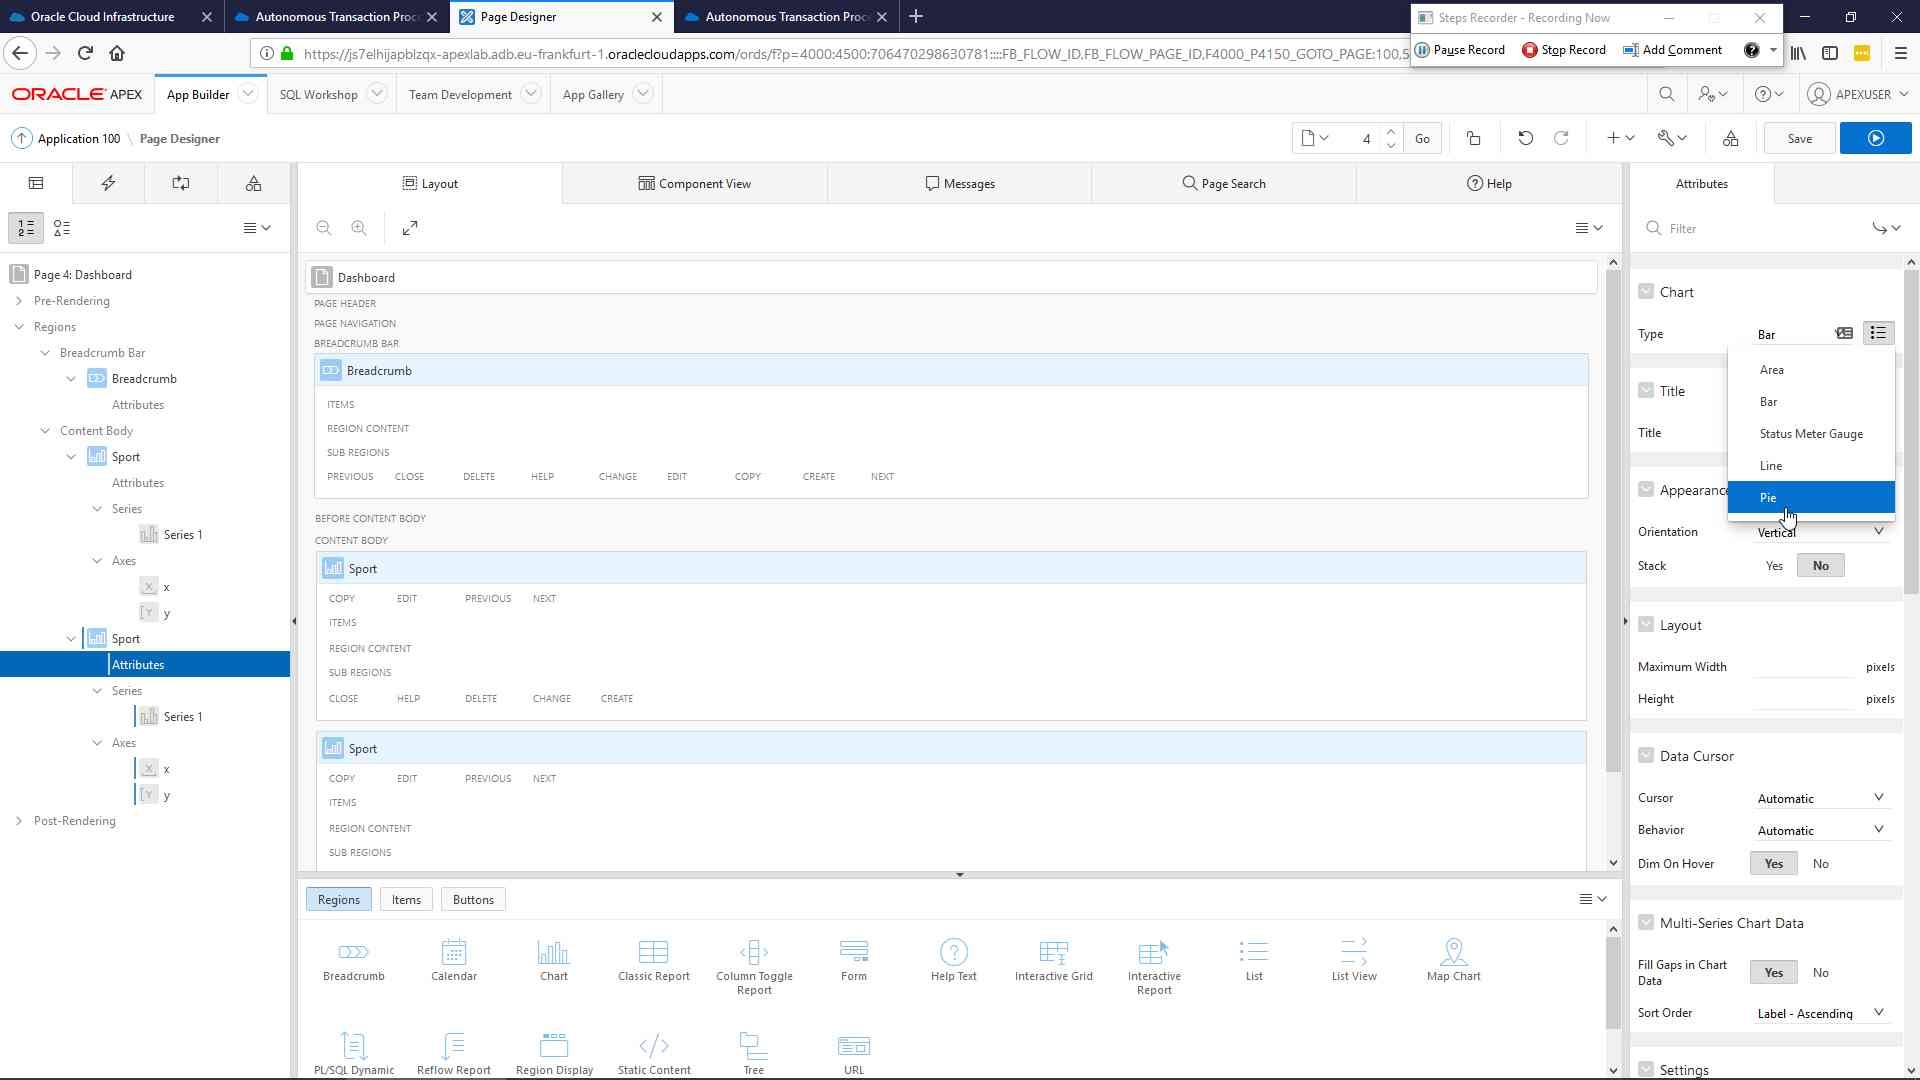 Oracle Cloud Infrastructure
Autonomous Transaction Proc
Page Designer
Autonomous Transaction Proc
Steps Recorder - Recording Now
https://js7elhijapblzqx-apexlab.adb.eu-frankfurt-1.oraclecloudapps.com/ords/f?p=4000:4500:706470298630781::::FB_FLOW_ID,FB_FLOW_PAGE_ID,F4000_P4150_GOTO_PAGE:100,5
Pause Record
Stop Record
Add Comment
ORACLE APEX
App Builder
SQL Workshop
Team Development
App Gallery
APEXUSER
Application 100 \ Page Designer
4
Go
Save
Layout
Component View
Messages
Page Search
Help
Attributes
Filter
Page 4: Dashboard
Pre-Rendering
Regions
Breadcrumb Bar
Breadcrumb
Attributes
Content Body
Sport
Attributes
Series
Series 1
Axes
x
y
Sport
Attributes
Series
Series 1
Axes
x
y
Post-Rendering
Dashboard
PAGE HEADER
PAGE NAVIGATION
BREADCRUMB BAR
Breadcrumb
ITEMS
REGION CONTENT
SUB REGIONS
PREVIOUS CLOSE DELETE HELP CHANGE EDIT COPY CREATE NEXT
BEFORE CONTENT BODY
CONTENT BODY
Sport
COPY EDIT PREVIOUS NEXT
ITEMS
REGION CONTENT
SUB REGIONS
CLOSE HELP DELETE CHANGE CREATE
Sport
COPY EDIT PREVIOUS NEXT
ITEMS
REGION CONTENT
SUB REGIONS
Regions
Items
Buttons
Breadcrumb
Calendar
Chart
Classic Report
Column Toggle
Report
Form
Help Text
Interactive Grid
Interactive
Report
List
List View
Map Chart
PL/SQL Dynamic
Reflow Report
Region Display
Static Content
Tree
URL
Chart
Type Bar
Area
Bar
Status Meter Gauge
Line
Pie
Title
Title
Appearance
Orientation Vertical
Stack Yes No
Layout
Maximum Width pixels
Height pixels
Data Cursor
Cursor Automatic
Behavior Automatic
Dim On Hover Yes No
Multi-Series Chart Data
Fill Gaps in Chart
Data Yes No
Sort Order Label - Ascending
Settings